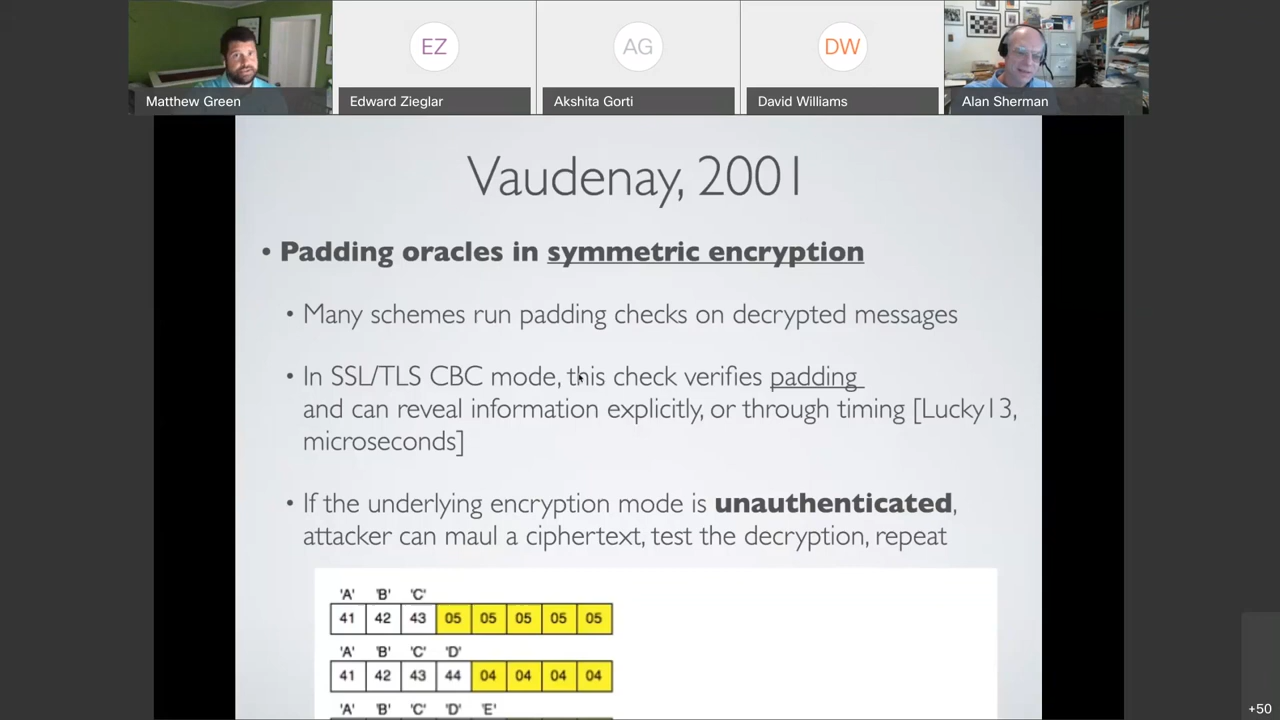 EZ
AG
DW
Matthew Green
Edward Zieglar
Akshita Gorti
David Williams
Alan Sherman
Vaudenay, 2001
• Padding oracles in symmetric encryption
• Many schemes run padding checks on decrypted messages
• In SSL/TLS CBC mode, this check verifies padding
and can reveal information explicitly, or through timing [Lucky13,
microseconds]
• If the underlying encryption mode is unauthenticated,
attacker can maul a ciphertext, test the decryption, repeat
'A' 'B' 'C'
41 42 43 05 05 05 05 05
'A' 'B' 'C' 'D'
41 42 43 44 04 04 04 04
'A' 'B' 'C' 'D' 'E'
+50